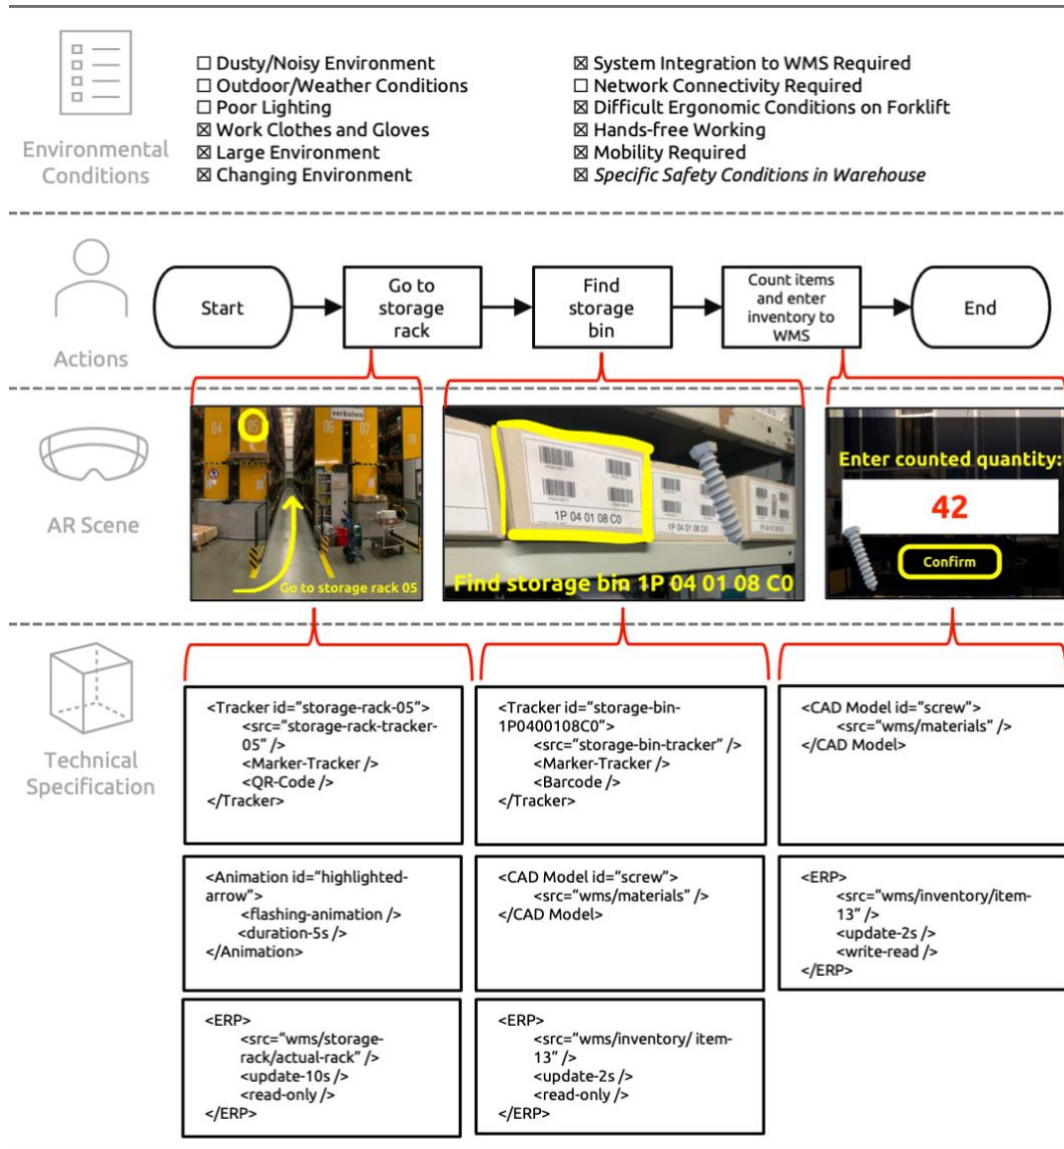 ☐ Dusty/Noisy Environment
☐ Outdoor/Weather Conditions
☐ Poor Lighting
☒ Work Clothes and Gloves
☒ Large Environment
☒ Changing Environment
☒ System Integration to WMS Required
☐ Network Connectivity Required
☒ Difficult Ergonomic Conditions on Forklift
☒ Hands-free Working
☒ Mobility Required
☒ Specific Safety Conditions in Warehouse
Environmental
Conditions
Actions
Start
Go to
storage
rack
Find
storage
bin
Count items
and enter
inventory to
WMS
End
AR Scene
verboten
04
05
06
07
Go to storage rack 05
1P 04 01 08 C0
1P 04 01 08 C0
Find storage bin 1P 04 01 08 C0
Enter counted quantity:
42
Confirm
Technical
Specification
<Tracker id="storage-rack-05">
<src="storage-rack-tracker-
05" />
<Marker-Tracker />
<QR-Code />
</Tracker>
<Animation id="highlighted-
arrow">
<flashing-animation />
<duration-5s />
</Animation>
<ERP>
<src="wms/storage-
rack/actual-rack" />
<update-10s />
<read-only />
</ERP>
<Tracker id="storage-bin-
1P0400108C0">
<src="storage-bin-tracker" />
<Marker-Tracker />
<Barcode />
</Tracker>
<CAD Model id="screw">
<src="wms/materials" />
</CAD Model>
<ERP>
<src="wms/inventory/ item-
13" />
<update-2s />
<read-only />
</ERP>
<CAD Model id="screw">
<src="wms/materials" />
</CAD Model>
<ERP>
<src="wms/inventory/item-
13" />
<update-2s />
<write-read />
</ERP>